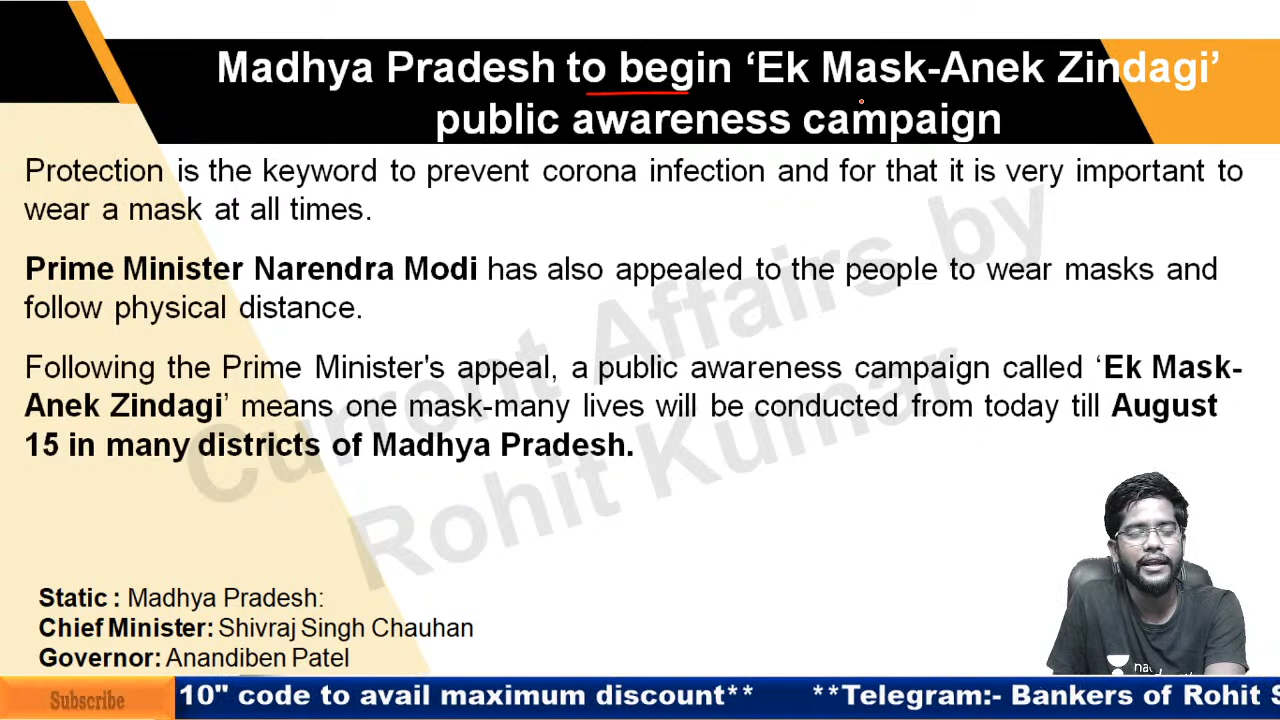 Madhya Pradesh to begin ‘Ek Mask-Anek Zindagi’
public awareness campaign
Protection is the keyword to prevent corona infection and for that it is very important to
wear a mask at all times.
Prime Minister Narendra Modi has also appealed to the people to wear masks and
follow physical distance.
Following the Prime Minister's appeal, a public awareness campaign called ‘Ek Mask-
Anek Zindagi’ means one mask-many lives will be conducted from today till August
15 in many districts of Madhya Pradesh.
Current Affairs by
Rohit Kumar
Static : Madhya Pradesh:
Chief Minister: Shivraj Singh Chauhan
Governor: Anandiben Patel
Subscribe
10" code to avail maximum discount** **Telegram:- Bankers of Rohit S